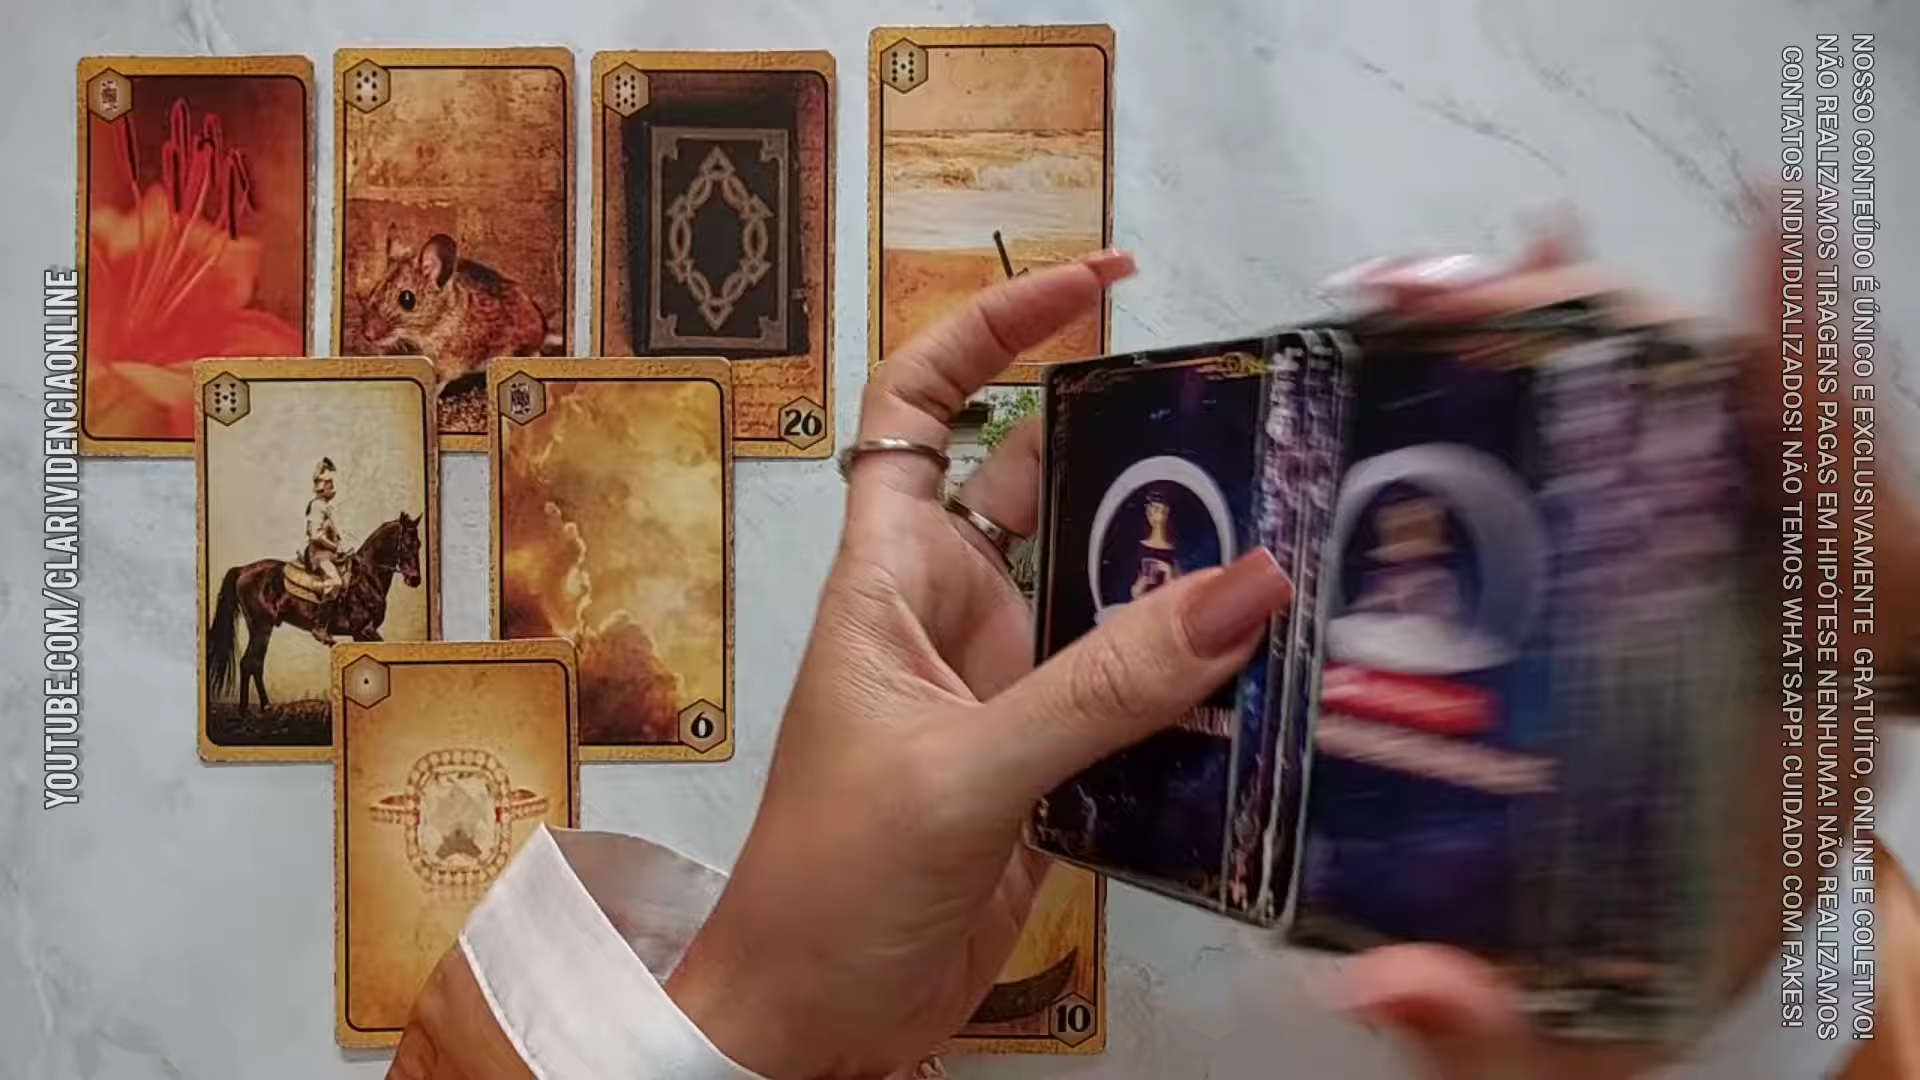 YOUTUBE.COM/CLARIVIDENCIAONLINE
26
6
10
NOSSO CONTEÚDO É ÚNICO E EXCLUSIVAMENTE GRATUÍTO, ONLINE E COLETIVO!
NÃO REALIZAMOS TIRAGENS PAGAS EM HIPÓTESE NENHUMA! NÃO REALIZAMOS
CONTATOS INDIVIDUALIZADOS! NÃO TEMOS WHATSAPP! CUIDADO COM FAKES!